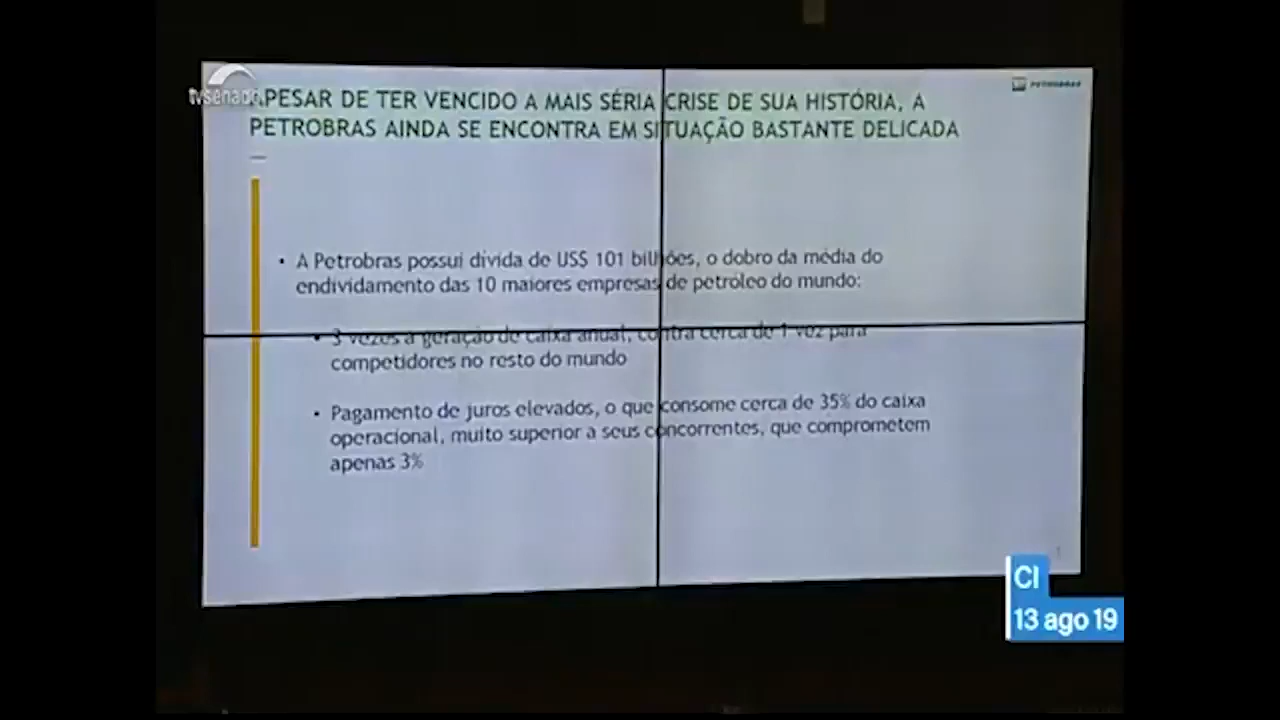 tvsenado
APESAR DE TER VENCIDO A MAIS SÉRIA CRISE DE SUA HISTÓRIA, A
PETROBRAS AINDA SE ENCONTRA EM SITUAÇÃO BASTANTE DELICADA
PETROBRAS
• A Petrobras possui dívida de US$ 101 bilhões, o dobro da média do
endividamento das 10 maiores empresas de petróleo do mundo:
• 3 vezes a geração de caixa anual, contra cerca de 1 vez para
competidores no resto do mundo
• Pagamento de juros elevados, o que consome cerca de 35% do caixa
operacional, muito superior a seus concorrentes, que comprometem
apenas 3%
CI
13 ago 19